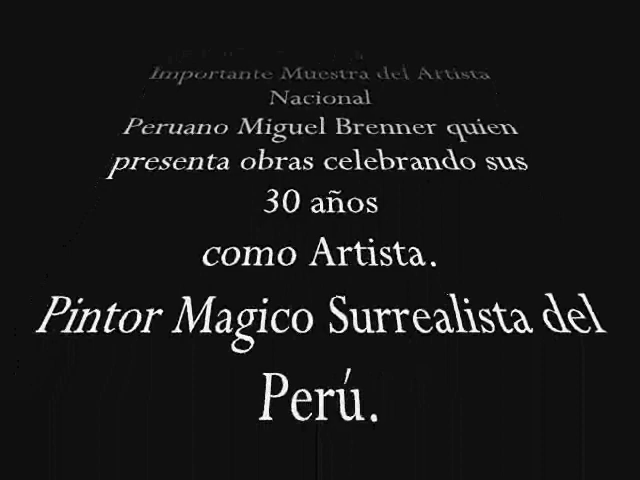 Importante Muestra del Artista
Nacional
Peruano Miguel Brenner quien
presenta obras celebrando sus
30 años
como Artista.
Pintor Magico Surrealista del
Perú.